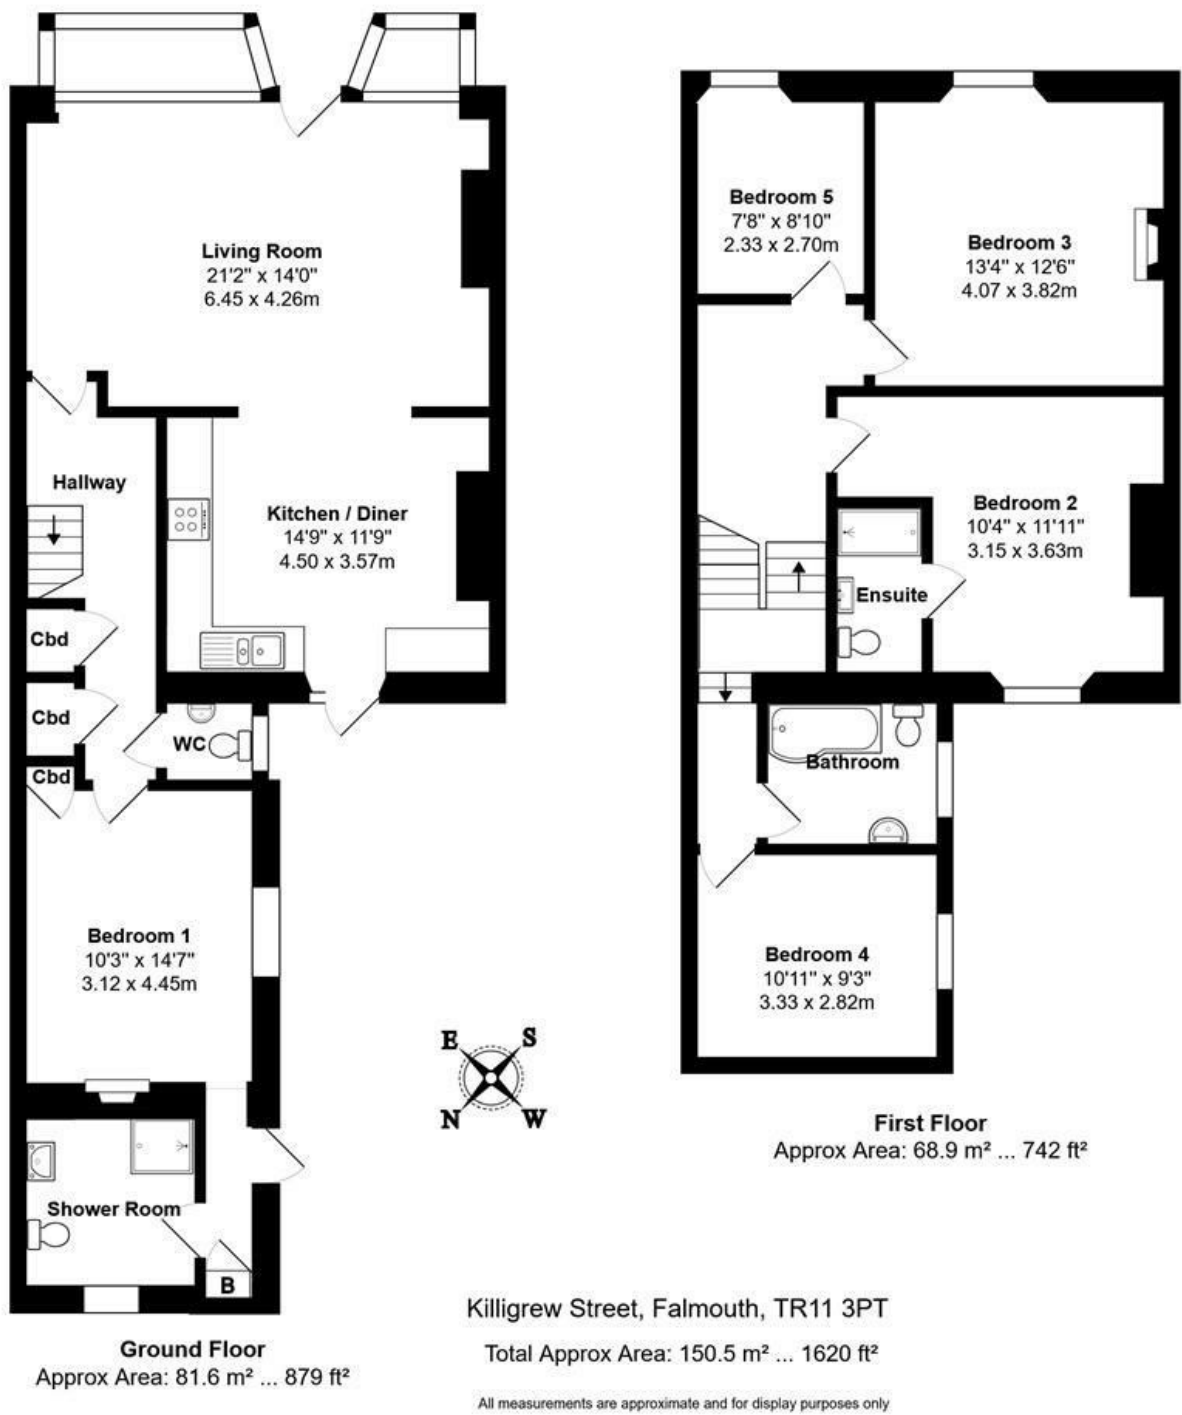 Living Room
21'2" x 14'0"
6.45 x 4.26m
Hallway
Kitchen / Diner
14'9" x 11'9"
4.50 x 3.57m
Cbd
Cbd
WC
Cbd
Bedroom 1
10'3" x 14'7"
3.12 x 4.45m
Shower Room
B
Ground Floor
Approx Area: 81.6 m² ... 879 ft²
Bedroom 5
7'8" x 8'10"
2.33 x 2.70m
Bedroom 3
13'4" x 12'6"
4.07 x 3.82m
Bedroom 2
10'4" x 11'11"
3.15 x 3.63m
Ensuite
Bathroom
Bedroom 4
10'11" x 9'3"
3.33 x 2.82m
E S
N W
First Floor
Approx Area: 68.9 m² ... 742 ft²
Killigrew Street, Falmouth, TR11 3PT
Total Approx Area: 150.5 m² ... 1620 ft²
All measurements are approximate and for display purposes only